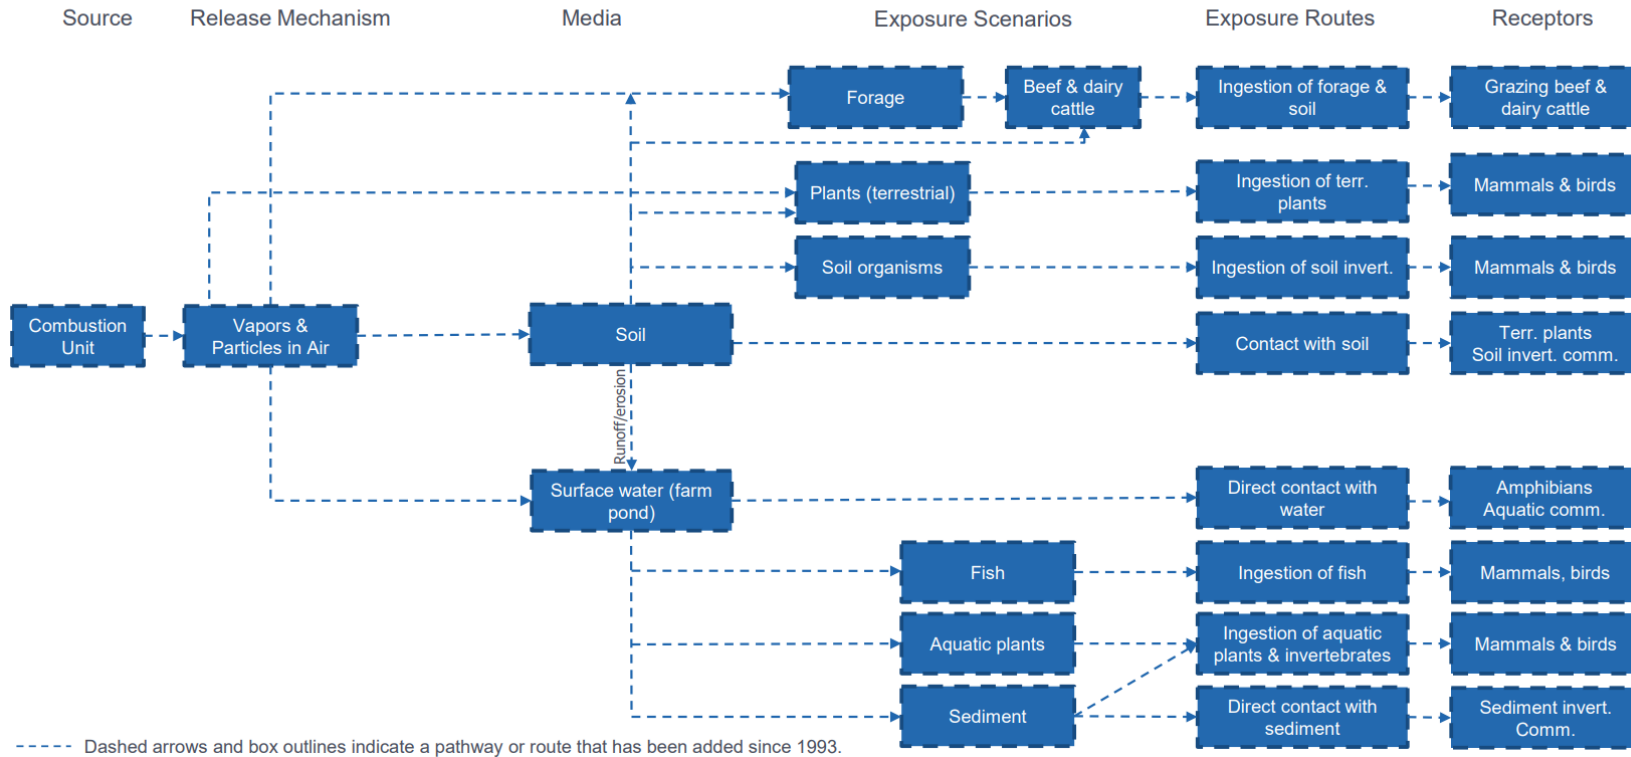 Source
Release Mechanism
Media
Exposure Scenarios
Exposure Routes
Receptors
Forage
Beef & dairy
cattle
Ingestion of forage &
soil
Grazing beef &
dairy cattle
Plants (terrestrial)
Ingestion of terr.
plants
Mammals & birds
Soil organisms
Ingestion of soil invert.
Mammals & birds
Combustion
Unit
Vapors &
Particles in Air
Soil
Contact with soil
Terr. plants
Soil invert. comm.
Runoff/erosion
Surface water (farm
pond)
Direct contact with
water
Amphibians
Aquatic comm.
Fish
Ingestion of fish
Mammals, birds
Aquatic plants
Ingestion of aquatic
plants & invertebrates
Mammals & birds
Sediment
Direct contact with
sediment
Sediment invert.
Comm.
Dashed arrows and box outlines indicate a pathway or route that has been added since 1993.